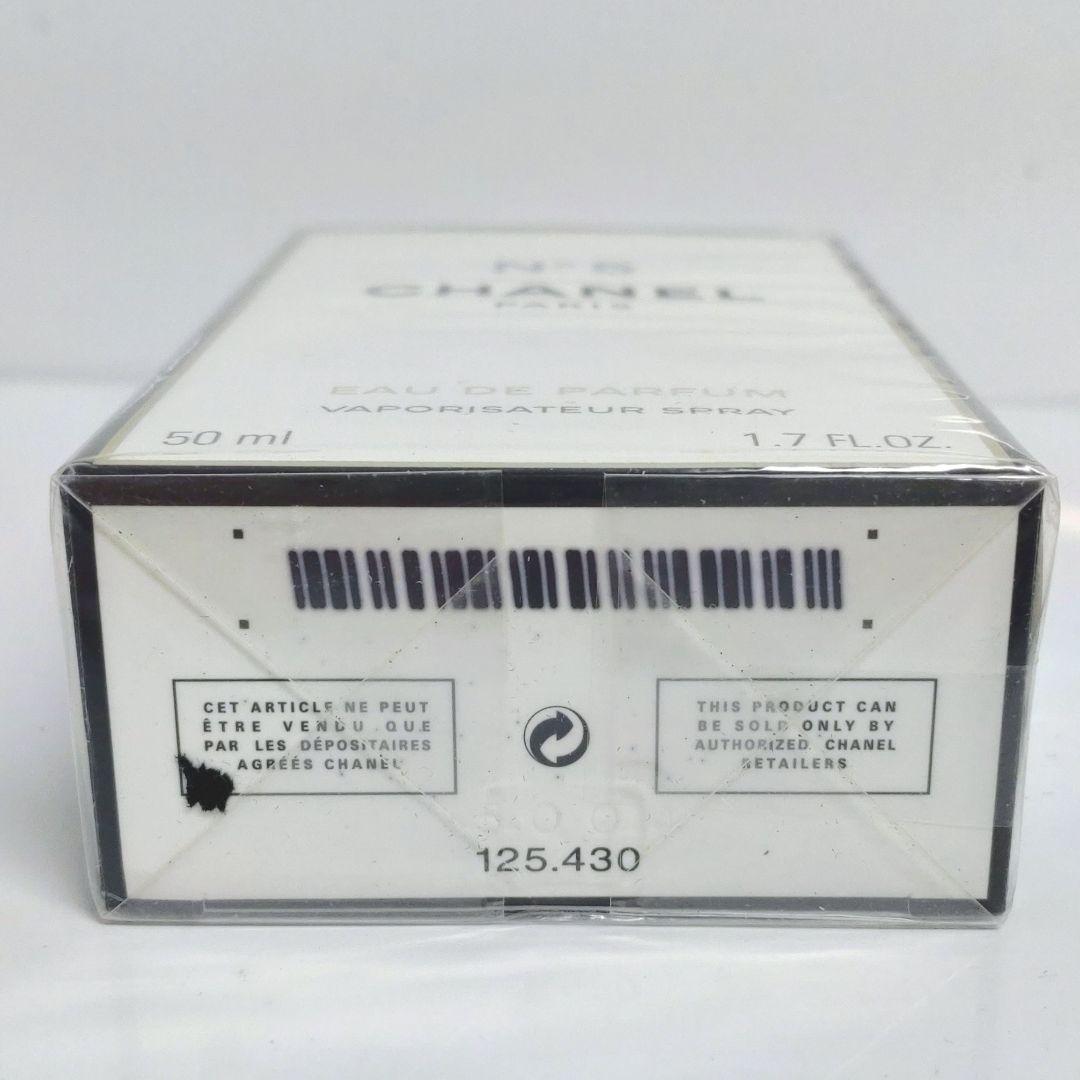 N°5
CHANEL
PARIS
EAU DE PARFUM
VAPORISATEUR SPRAY
50 ml
1.7 FL.OZ.
CET ARTICLE NE PEUT
ÊTRE VENDU QUE
PAR LES DÉPOSITAIRES
AGRÉÉS CHANEL
THIS PRODUCT CAN
BE SOLD ONLY BY
AUTHORIZED CHANEL
RETAILERS
125.430